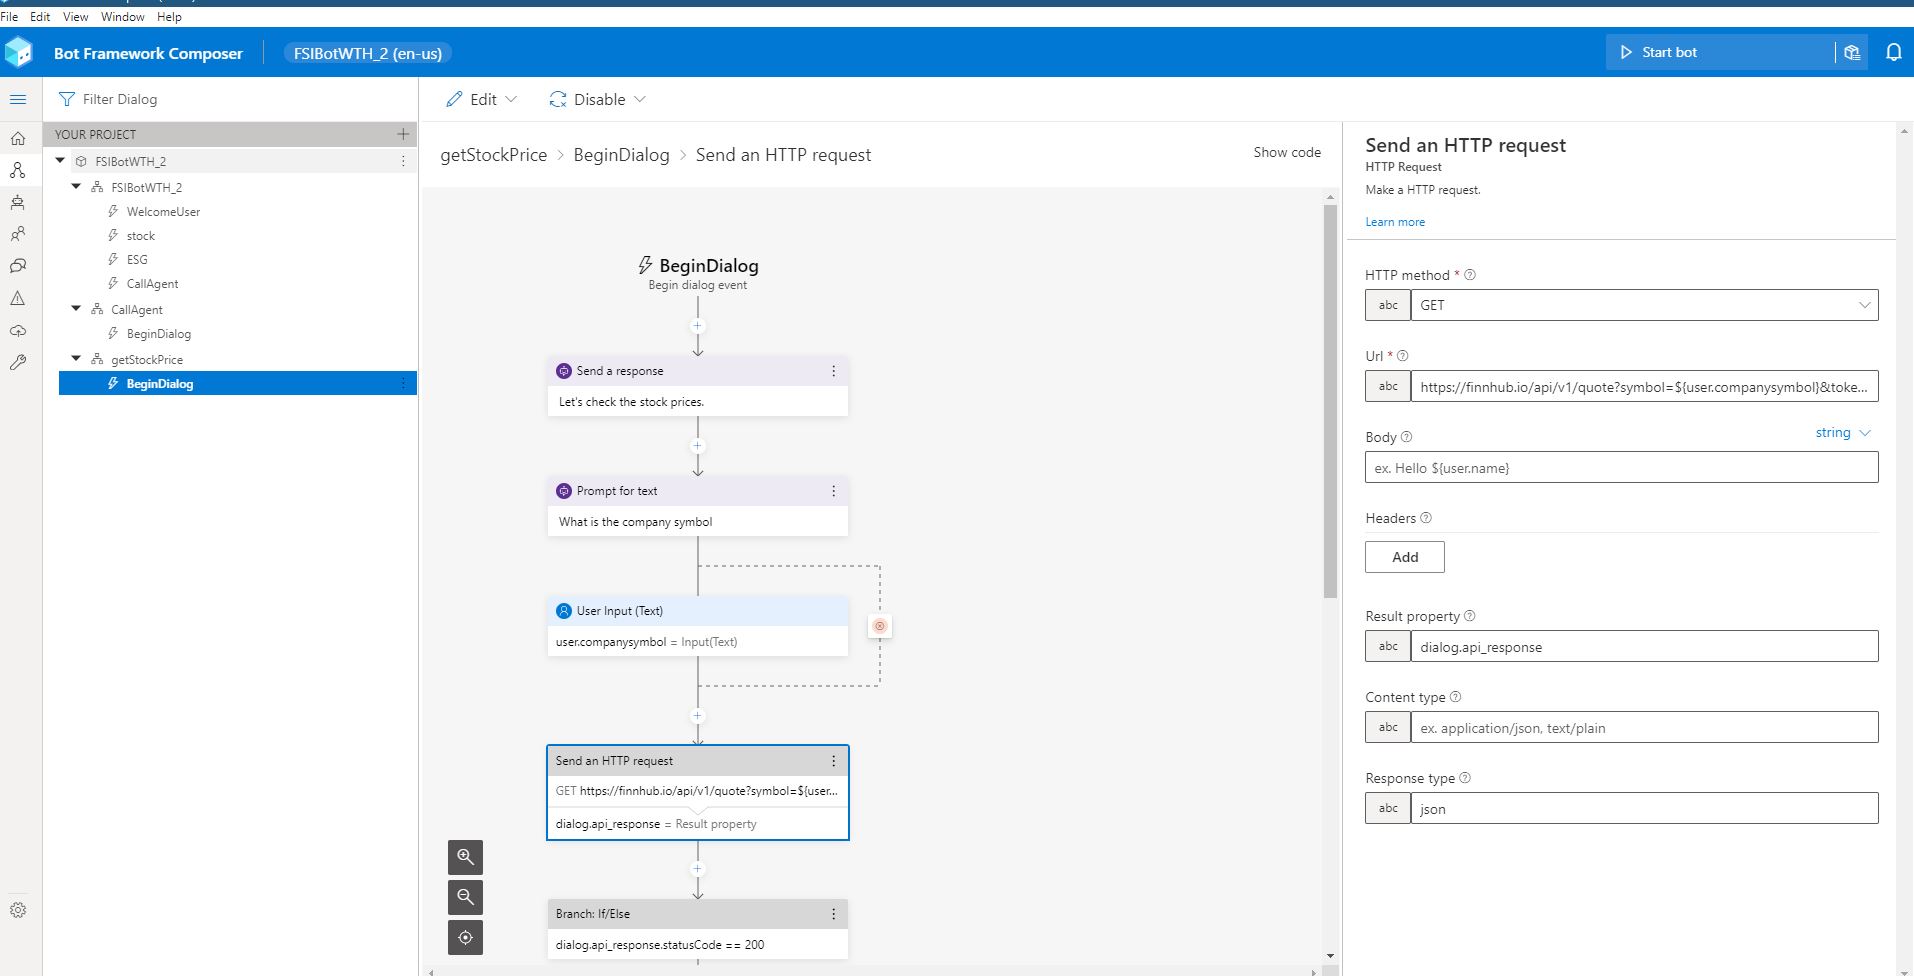 File Edit View Window Help
Bot Framework Composer
FSIBotWTH_2 (en-us)
Start bot
Filter Dialog
YOUR PROJECT
FSIBotWTH_2
FSIBotWTH_2
WelcomeUser
stock
ESG
CallAgent
CallAgent
BeginDialog
getStockPrice
BeginDialog
Edit
Disable
getStockPrice > BeginDialog > Send an HTTP request
Show code
BeginDialog
Begin dialog event
Send a response
Let's check the stock prices.
Prompt for text
What is the company symbol
User Input (Text)
user.companysymbol = Input(Text)
Send an HTTP request
GET https://finnhub.io/api/v1/quote?symbol=${user...
dialog.api_response = Result property
Branch: If/Else
dialog.api_response.statusCode == 200
Send an HTTP request
HTTP Request
Make a HTTP request.
Learn more
HTTP method *
abc GET
Url *
abc https://finnhub.io/api/v1/quote?symbol=${user.companysymbol}&toke...
Body
string
ex. Hello ${user.name}
Headers
Add
Result property
abc dialog.api_response
Content type
abc ex. application/json, text/plain
Response type
abc json